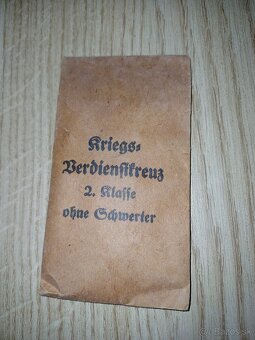 Kriegs-
Verdienstkreuz
2. Klasse
ohne Schwerter